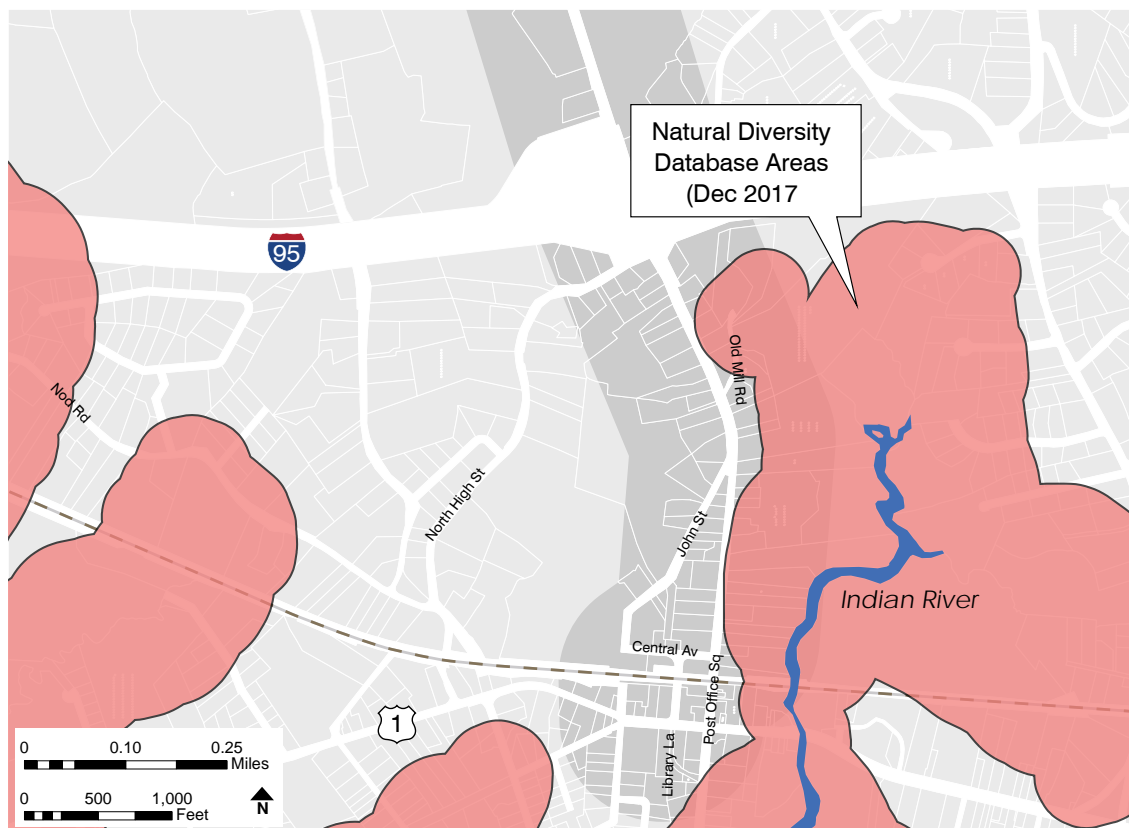 Natural Diversity
Database Areas
(Dec 2017
95
Old Mill Rd
Nod Rd
North High St
John St
Indian River
Central Av
Post Office Sq
1
Library La
0 0.10 0.25
Miles
0 500 1,000
Feet
N